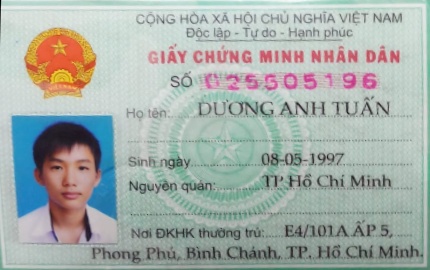 CỘNG HÒA XÃ HỘI CHỦ NGHĨA VIỆT NAM
Độc lập - Tự do - Hạnh phúc
GIẤY CHỨNG MINH NHÂN DÂN
SỐ 025505196
Họ tên: DƯƠNG ANH TUẤN
Sinh ngày 08-05-1997
Nguyên quán: TP Hồ Chí Minh
Nơi ĐKHK thường trú: E4/101A ẤP 5,
Phong Phú, Bình Chánh, TP. Hồ Chí Minh.